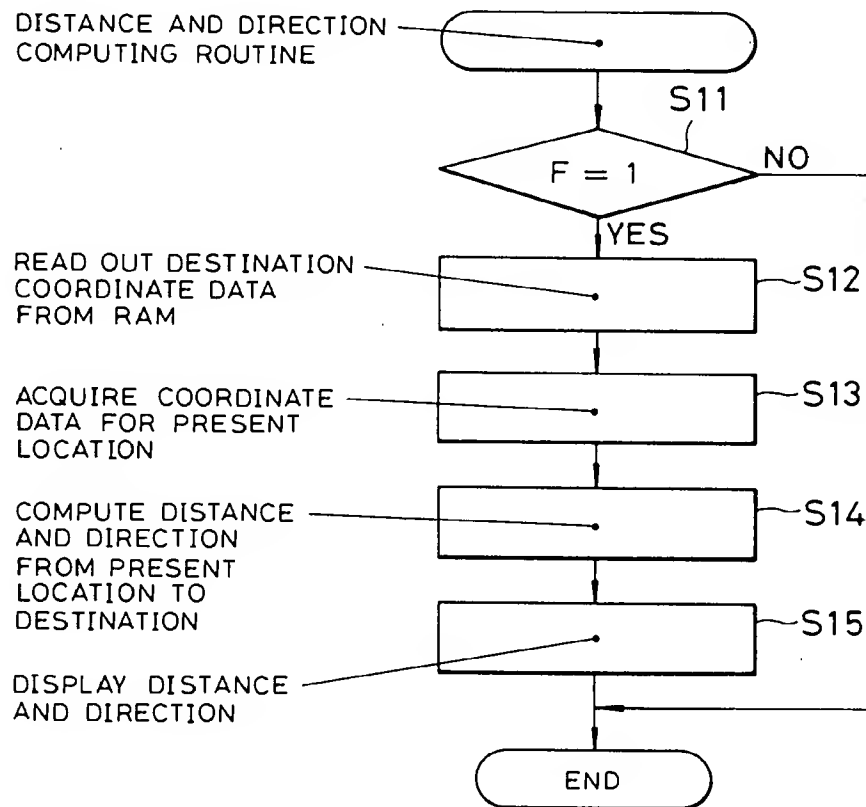 DISTANCE AND DIRECTION
COMPUTING ROUTINE
S11
F = 1
NO
YES
READ OUT DESTINATION
COORDINATE DATA
FROM RAM
S12
ACQUIRE COORDINATE
DATA FOR PRESENT
LOCATION
S13
COMPUTE DISTANCE
AND DIRECTION
FROM PRESENT
LOCATION TO
DESTINATION
S14
S15
DISPLAY DISTANCE
AND DIRECTION
END